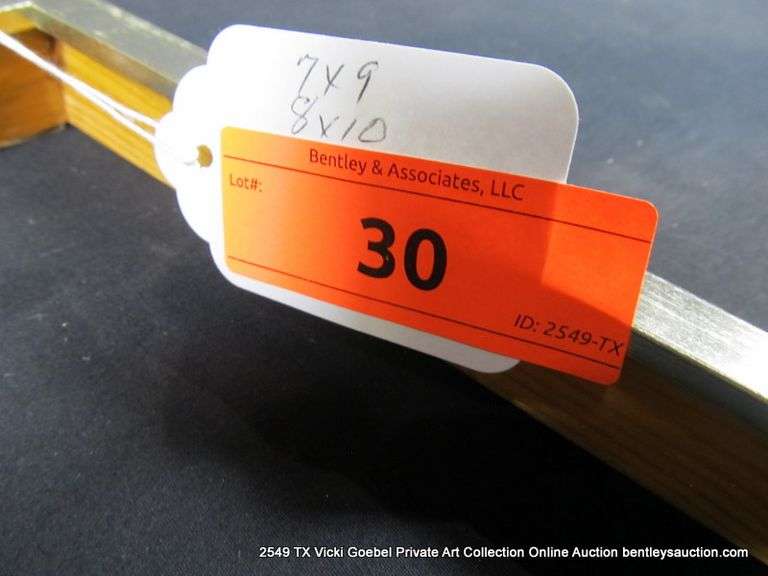 7x9
8x10
Bentley & Associates, LLC
Lot#:
30
ID: 2549-TX
2549 TX Vicki Goebel Private Art Collection Online Auction bentleysauction.com